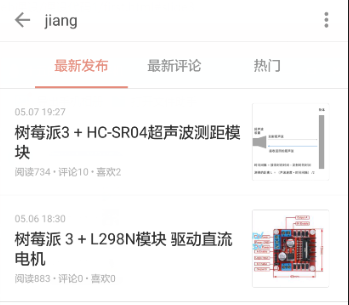 jiang
最新发布 最新评论 热门
05.07 19:27
树莓派3 + HC-SR04超声波测距模
块
阅读734 • 评论10 • 喜欢2
05.06 18:30
树莓派 3 + L298N模块 驱动直流
电机
阅读883 • 评论0 • 喜欢0